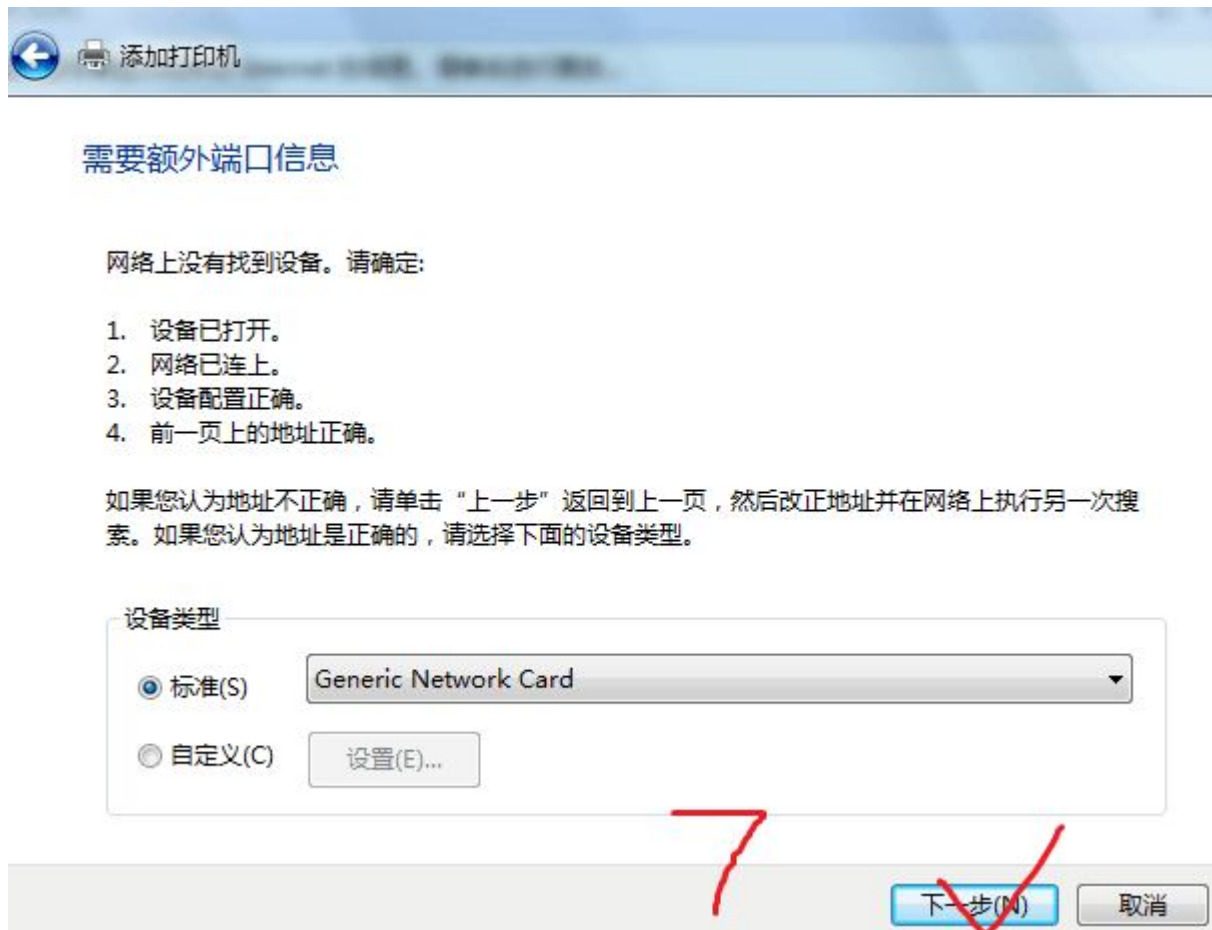 添加打印机
需要额外端口信息
网络上没有找到设备。请确定:
1. 设备已打开。
2. 网络已连上。
3. 设备配置正确。
4. 前一页上的地址正确。
如果您认为地址不正确，请单击“上一步”返回到上一页，然后改正地址并在网络上执行另一次搜
索。如果您认为地址是正确的，请选择下面的设备类型。
设备类型
标准(S) Generic Network Card
自定义(C) 设置(E)...
7
下一步(N) 取消